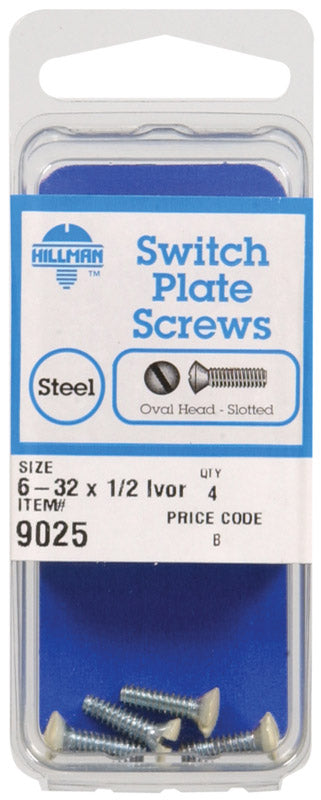 HILLMAN
TM
Switch
Plate
Screws
Steel
Oval Head - Slotted
SIZE
QTY
6-32 x 1/2 Ivor 4
ITEM#
PRICE CODE
9025
B